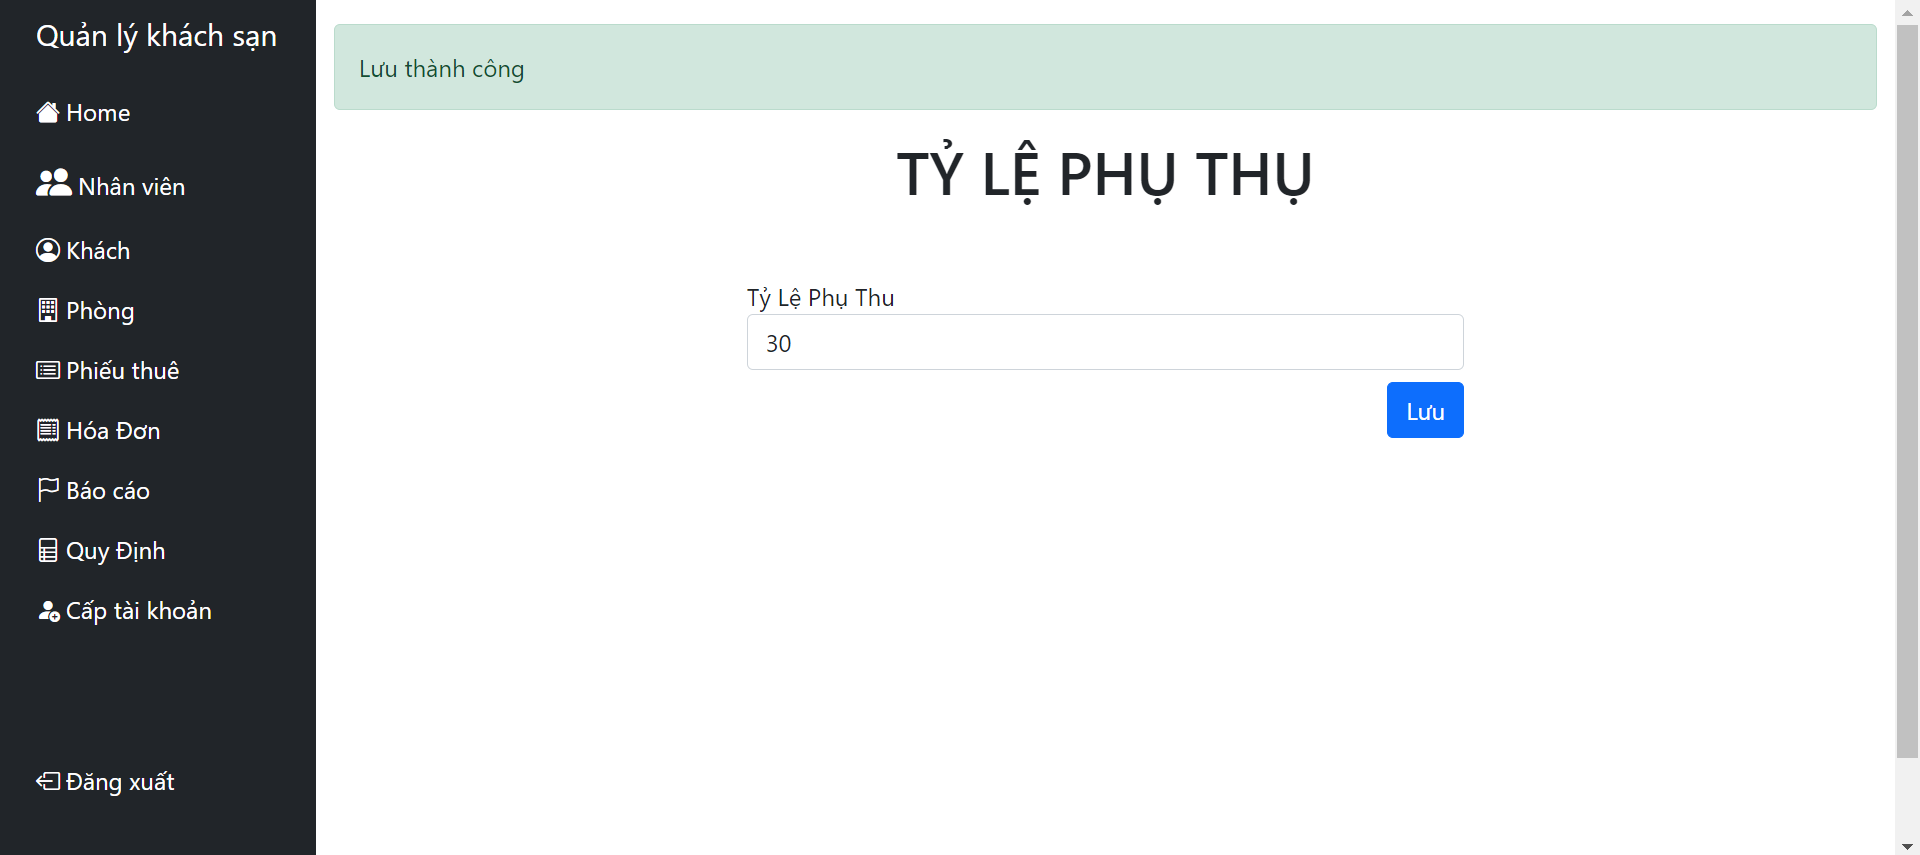 Quản lý khách sạn
Home
Nhân viên
Khách
Phòng
Phiếu thuê
Hóa Đơn
Báo cáo
Quy Định
Cấp tài khoản
Đăng xuất
Lưu thành công
TỶ LỆ PHỤ THỤ
Tỷ Lệ Phụ Thu
30
Lưu